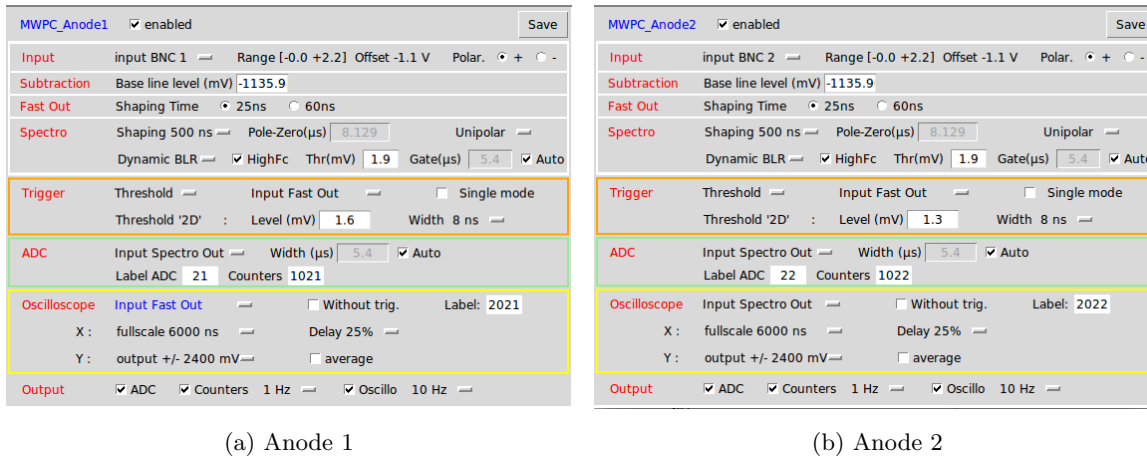 MWPC_Anode1 enabled Save
Input input BNC 1 Range [-0.0 +2.2] Offset -1.1 V Polar. + -
Subtraction Base line level (mV) -1135.9
Fast Out Shaping Time 25ns 60ns
Spectro Shaping 500 ns Pole-Zero(µs) 8.129 Unipolar
Dynamic BLR HighFc Thr(mV) 1.9 Gate(µs) 5.4 Auto
Trigger Threshold Input Fast Out Single mode
Threshold '2D' : Level (mV) 1.6 Width 8 ns
ADC Input Spectro Out Width (µs) 5.4 Auto
Label ADC 21 Counters 1021
Oscilloscope Input Fast Out Without trig. Label: 2021
X : fullscale 6000 ns Delay 25%
Y : output +/- 2400 mV average
Output ADC Counters 1 Hz Oscillo 10 Hz
(a) Anode 1
MWPC_Anode2 enabled Save
Input input BNC 2 Range [-0.0 +2.2] Offset -1.1 V Polar. + -
Subtraction Base line level (mV) -1135.9
Fast Out Shaping Time 25ns 60ns
Spectro Shaping 500 ns Pole-Zero(µs) 8.129 Unipolar
Dynamic BLR HighFc Thr(mV) 1.9 Gate(µs) 5.4 Auto
Trigger Threshold Input Fast Out Single mode
Threshold '2D' : Level (mV) 1.3 Width 8 ns
ADC Input Spectro Out Width (µs) 5.4 Auto
Label ADC 22 Counters 1022
Oscilloscope Input Spectro Out Without trig. Label: 2022
X : fullscale 6000 ns Delay 25%
Y : output +/- 2400 mV average
Output ADC Counters 1 Hz Oscillo 10 Hz
(b) Anode 2